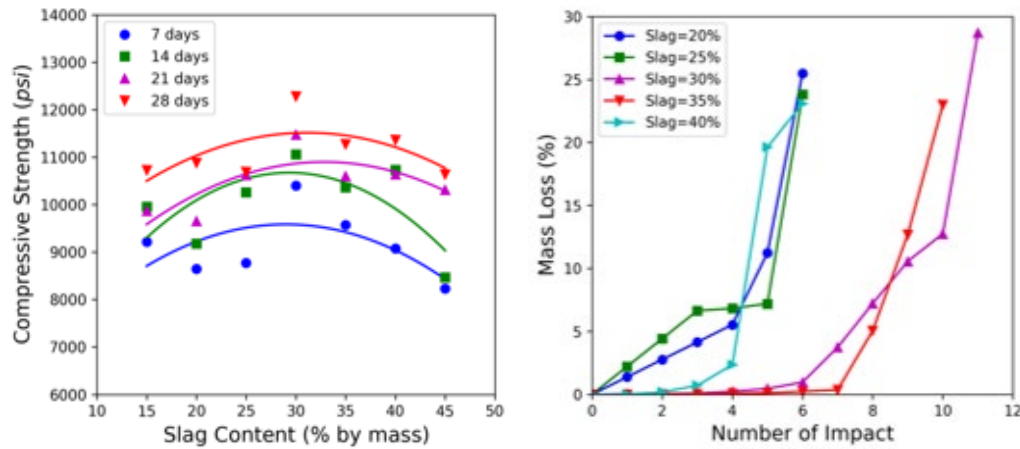 14000
13000
12000
11000
10000
9000
8000
7000
6000
Compressive Strength (psi)
7 days
14 days
21 days
28 days
10 15 20 25 30 35 40 45 50
Slag Content (% by mass)
30
25
20
15
10
5
0
Mass Loss (%)
Slag=20%
Slag=25%
Slag=30%
Slag=35%
Slag=40%
0 2 4 6 8 10 12
Number of Impact